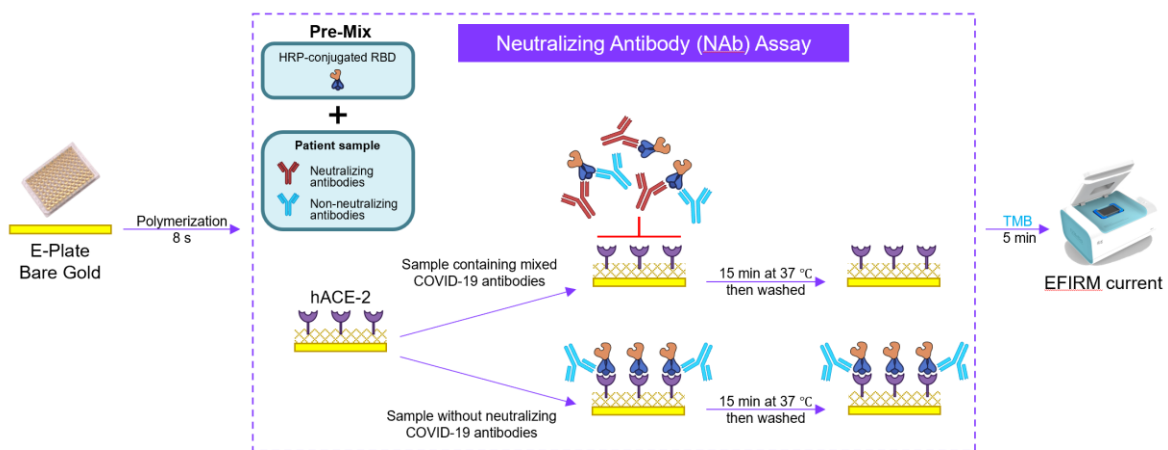 Pre-Mix
HRP-conjugated RBD
+
Patient sample
Neutralizing
antibodies
Non-neutralizing
antibodies
Neutralizing Antibody (NAb) Assay
E-Plate
Bare Gold
Polymerization
8 s
hACE-2
Sample containing mixed
COVID-19 antibodies
15 min at 37 ℃
then washed
Sample without neutralizing
COVID-19 antibodies
15 min at 37 ℃
then washed
TMB
5 min
EFIRM current